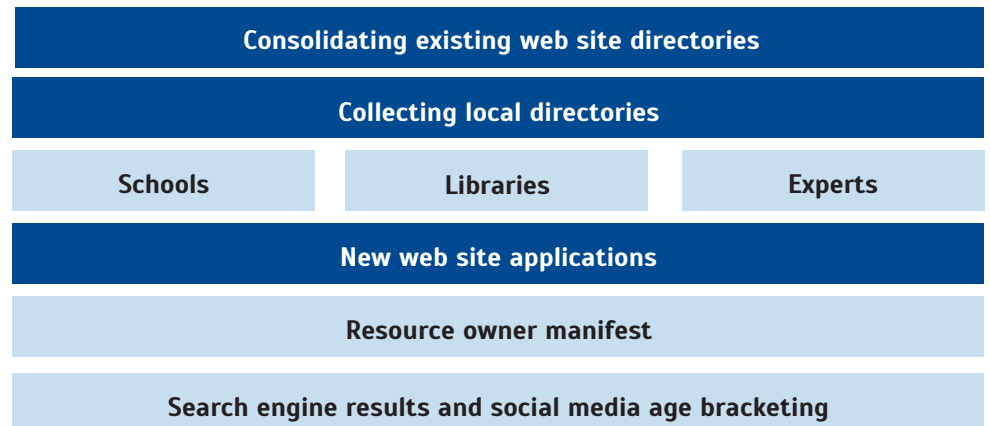 Consolidating existing web site directories
Collecting local directories
Schools
Libraries
Experts
New web site applications
Resource owner manifest
Search engine results and social media age bracketing